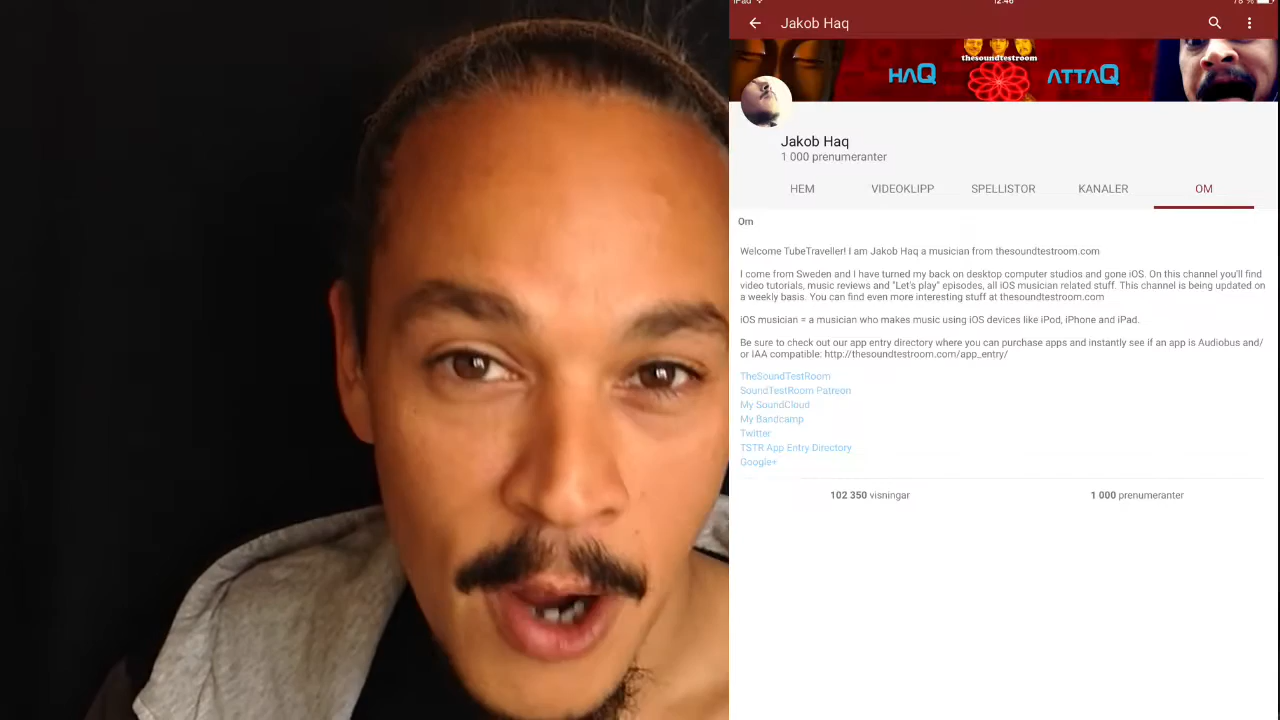 iPad 12:46 78 %
Jakob Haq
thesoundtestroom
HAQ ATTAQ
Jakob Haq
1 000 prenumeranter
HEM VIDEOKLIPP SPELLISTOR KANALER OM
Om
Welcome TubeTraveller! I am Jakob Haq a musician from thesoundtestroom.com
I come from Sweden and I have turned my back on desktop computer studios and gone iOS. On this channel you'll find
video tutorials, music reviews and "Let's play" episodes, all iOS musician related stuff. This channel is being updated on
a weekly basis. You can find even more interesting stuff at thesoundtestroom.com
iOS musician = a musician who makes music using iOS devices like iPod, iPhone and iPad.
Be sure to check out our app entry directory where you can purchase apps and instantly see if an app is Audiobus and/
or IAA compatible: http://thesoundtestroom.com/app_entry/
TheSoundTestRoom
SoundTestRoom Patreon
My SoundCloud
My Bandcamp
Twitter
TSTR App Entry Directory
Google+
102 350 visningar 1 000 prenumeranter